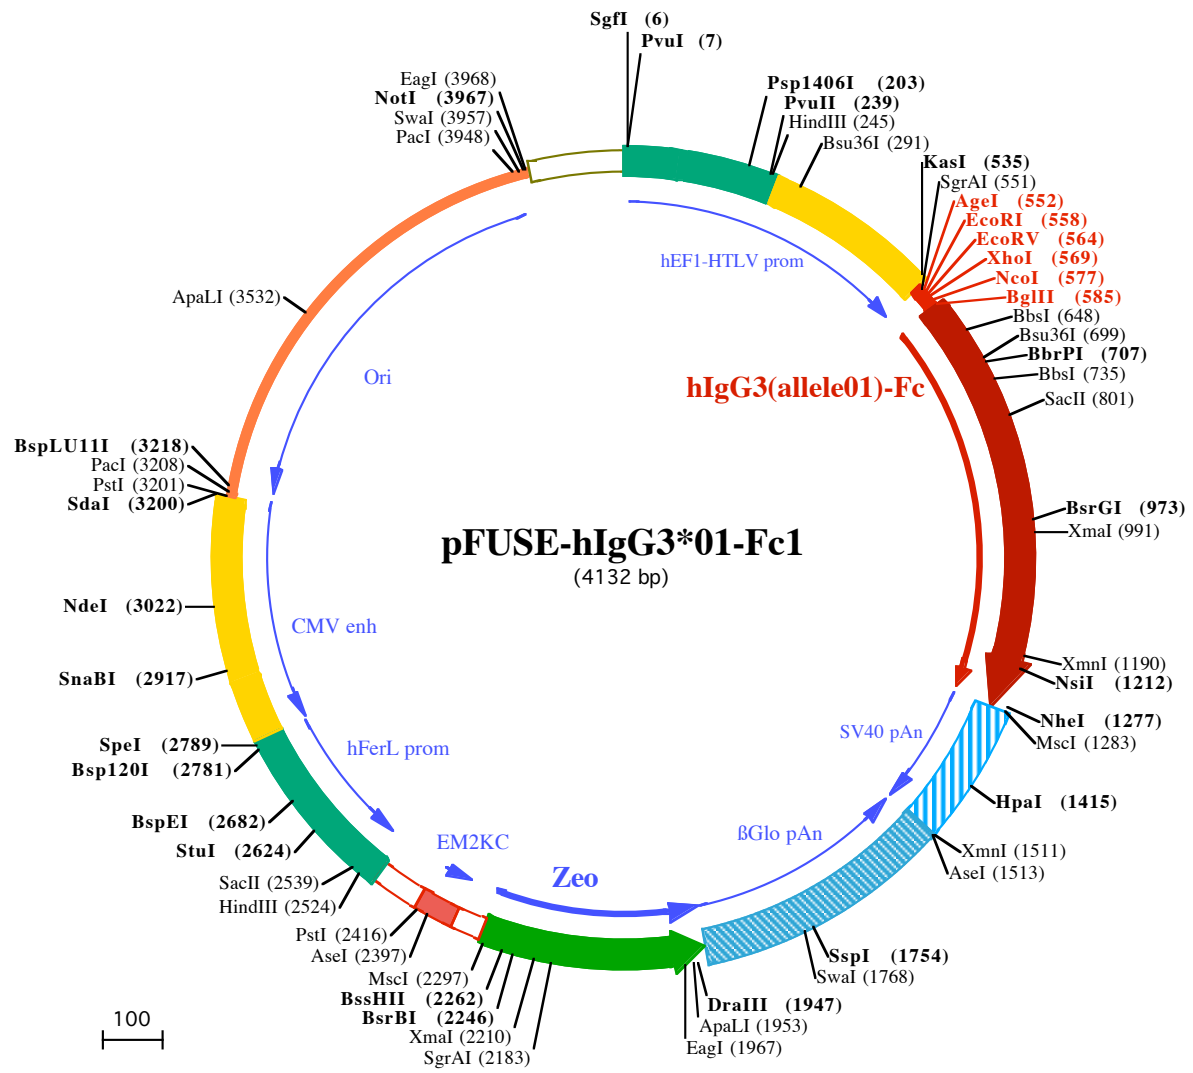 SgfI (6)
PvuI (7)
Psp1406I (203)
PvuII (239)
HindIII (245)
Bsu36I (291)
KasI (535)
SgrAI (551)
AgeI (552)
EcoRI (558)
EcoRV (564)
XhoI (569)
NcoI (577)
BglII (585)
BbsI (648)
Bsu36I (699)
BbrPI (707)
BbsI (735)
SacII (801)
BsrGI (973)
XmaI (991)
XmnI (1190)
NsiI (1212)
NheI (1277)
MscI (1283)
HpaI (1415)
XmnI (1511)
AseI (1513)
SspI (1754)
SwaI (1768)
DraIII (1947)
ApaLI (1953)
EagI (1967)
SgrAI (2183)
XmaI (2210)
BsrBI (2246)
BssHII (2262)
MscI (2297)
AseI (2397)
PstI (2416)
HindIII (2524)
SacII (2539)
StuI (2624)
BspEI (2682)
Bsp120I (2781)
SpeI (2789)
SnaBI (2917)
NdeI (3022)
SdaI (3200)
PstI (3201)
PacI (3208)
BspLU11I (3218)
ApaLI (3532)
PacI (3948)
SwaI (3957)
NotI (3967)
EagI (3968)
hEF1-HTLV prom
hIgG3(allele01)-Fc
SV40 pAn
ßGlo pAn
Zeo
EM2KC
hFerL prom
CMV enh
Ori
pFUSE-hIgG3*01-Fc1
(4132 bp)
100